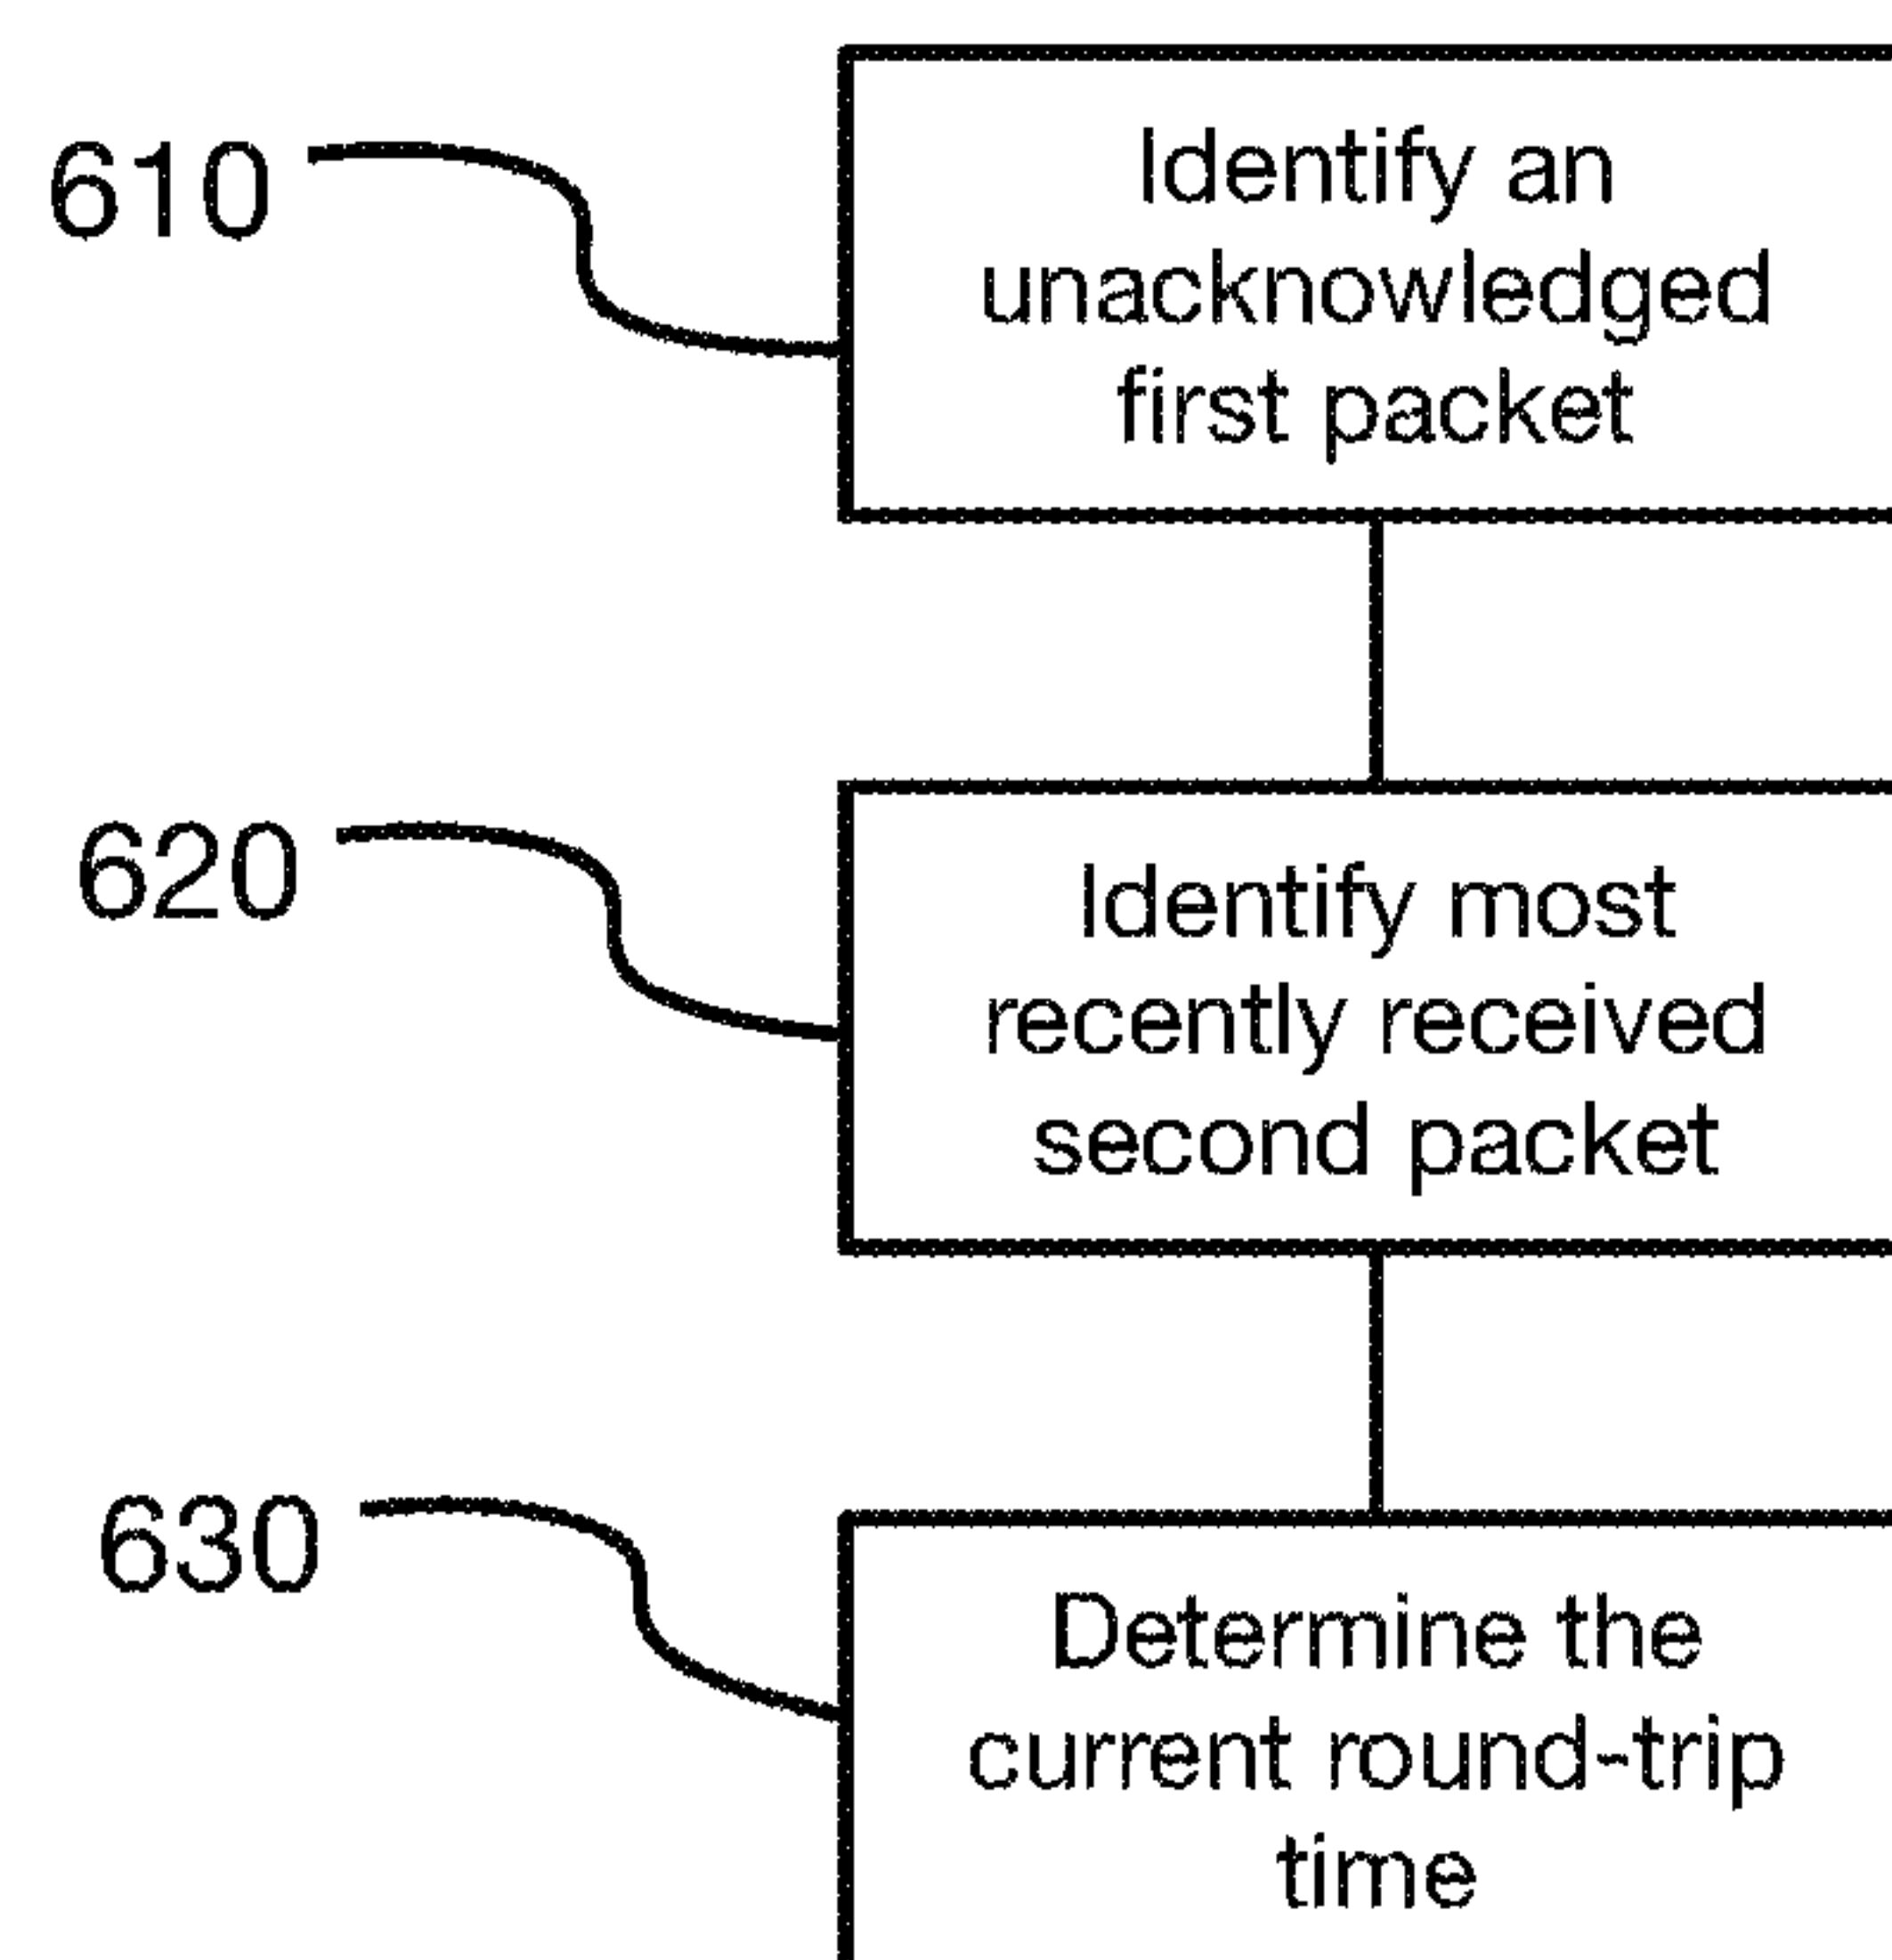 610
Identify an
unacknowledged
first packet
620
Identify most
recently received
second packet
630
Determine the
current round-trip
time